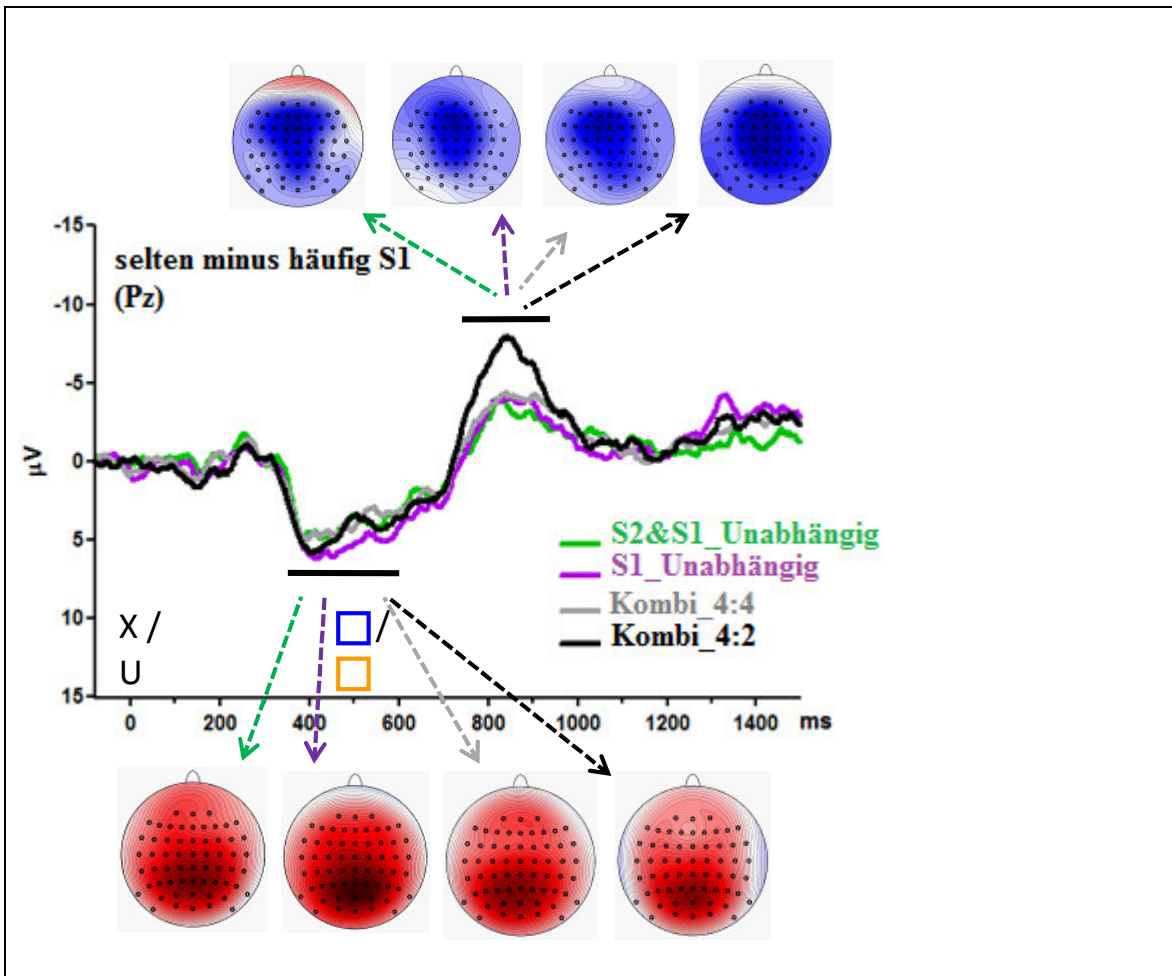 -15
selten minus häufig S1
(Pz)
-10
-5
0
µV
5
10
15
S2&S1_Unabhängig
S1_Unabhängig
Kombi_4:4
Kombi_4:2
X /
U
/
0 200 400 600 800 1000 1200 1400 ms